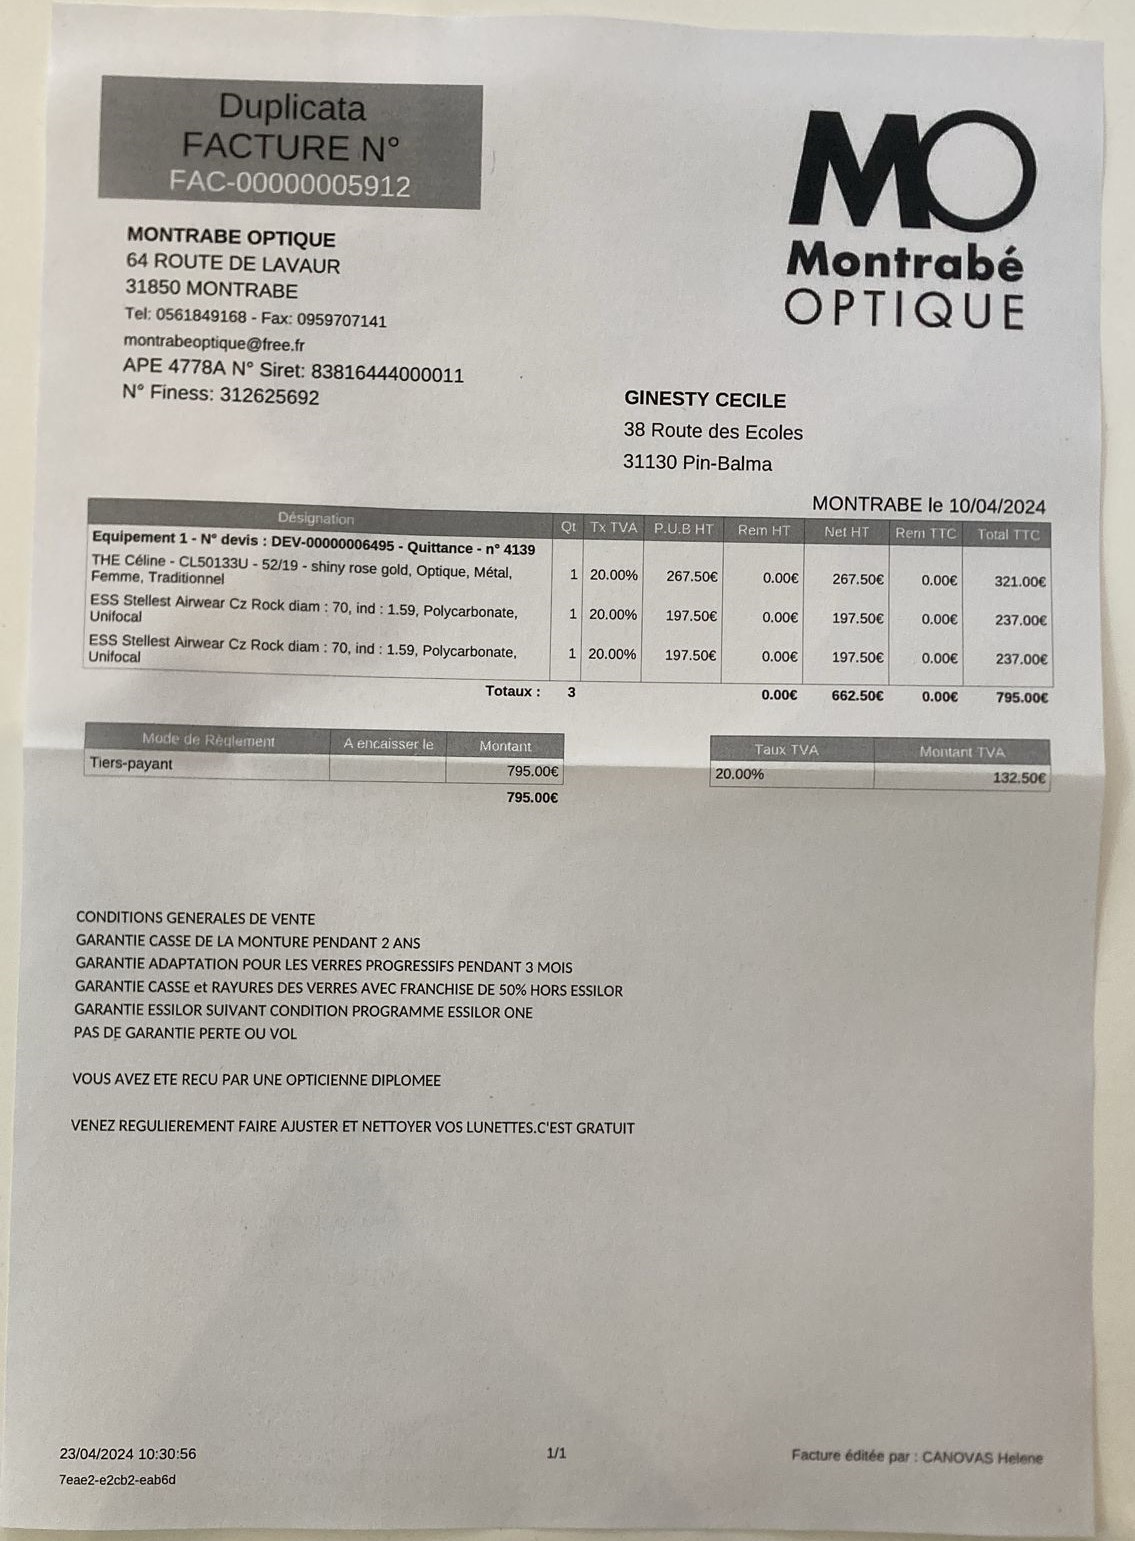 Duplicata
FACTURE N°
FAC-00000005912
MO
Montrabé
OPTIQUE
MONTRABE OPTIQUE
64 ROUTE DE LAVAUR
31850 MONTRABE
Tel: 0561849168 - Fax: 0959707141
montrabeoptique@free.fr
APE 4778A N° Siret: 83816444000011
N° Finess: 312625692
GINESTY CECILE
38 Route des Ecoles
31130 Pin-Balma
MONTRABE le 10/04/2024
Désignation Qt Tx TVA P.U.B HT Rem HT Net HT Rem TTC Total TTC
Equipement 1 - N° devis : DEV-00000006495 - Quittance - n° 4139
THE Céline - CL50133U - 52/19 - shiny rose gold, Optique, Métal,
Femme, Traditionnel 1 20.00% 267.50€ 0.00€ 267.50€ 0.00€ 321.00€
ESS Stellest Airwear Cz Rock diam : 70, ind : 1.59, Polycarbonate,
Unifocal 1 20.00% 197.50€ 0.00€ 197.50€ 0.00€ 237.00€
ESS Stellest Airwear Cz Rock diam : 70, ind : 1.59, Polycarbonate,
Unifocal 1 20.00% 197.50€ 0.00€ 197.50€ 0.00€ 237.00€
Totaux : 3 0.00€ 662.50€ 0.00€ 795.00€
Mode de Règlement A encaisser le Montant
Tiers-payant 795.00€
795.00€
Taux TVA Montant TVA
20.00% 132.50€
CONDITIONS GENERALES DE VENTE
GARANTIE CASSE DE LA MONTURE PENDANT 2 ANS
GARANTIE ADAPTATION POUR LES VERRES PROGRESSIFS PENDANT 3 MOIS
GARANTIE CASSE et RAYURES DES VERRES AVEC FRANCHISE DE 50% HORS ESSILOR
GARANTIE ESSILOR SUIVANT CONDITION PROGRAMME ESSILOR ONE
PAS DE GARANTIE PERTE OU VOL
VOUS AVEZ ETE RECU PAR UNE OPTICIENNE DIPLOMEE
VENEZ REGULIEREMENT FAIRE AJUSTER ET NETTOYER VOS LUNETTES.C'EST GRATUIT
23/04/2024 10:30:56
7eae2-e2cb2-eab6d
1/1
Facture éditée par : CANOVAS Helene